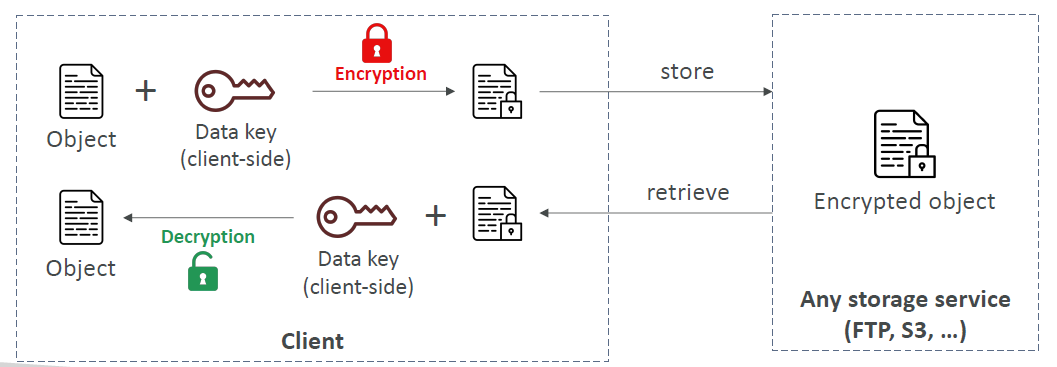 Encryption
store
Object
Data key
(client-side)
Encrypted object
retrieve
Decryption
Object
Data key
(client-side)
Client
Any storage service
(FTP, S3, …)